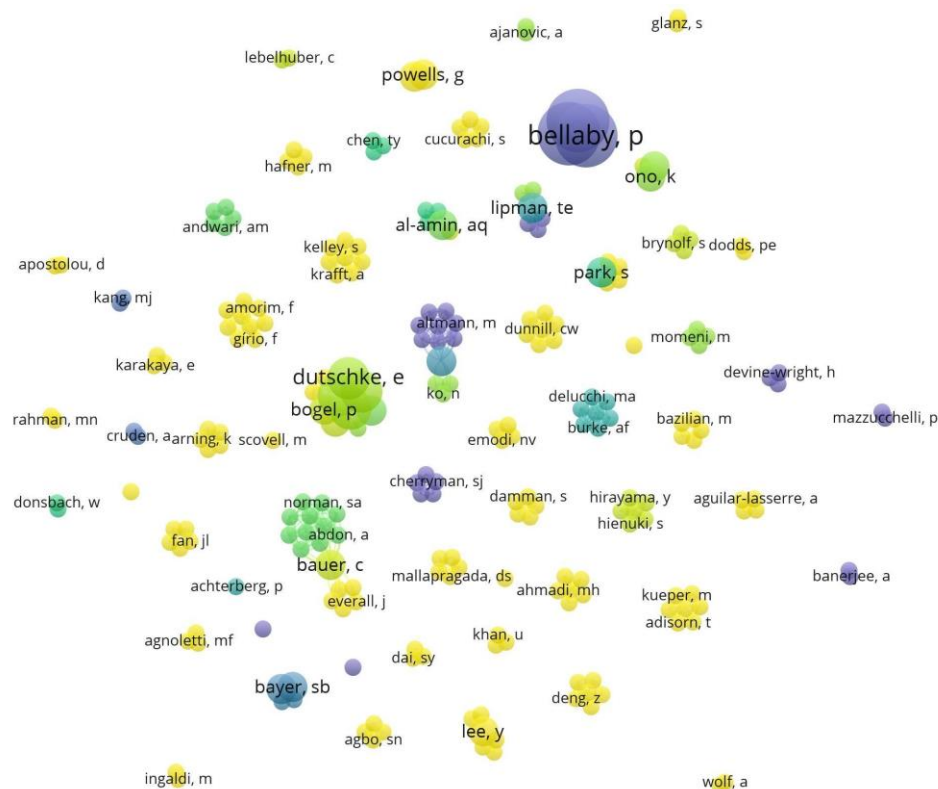 glanz, s
ajanovic, a
lebelhuber, c
powells, g
bellaby, p
chen, ty
cucurachi, s
hafner, m
ono, k
lipman, te
andwari, am
al-amin, aq
kelley, s
brynolf, s
dodds, pe
apostolou, d
krafft, a
park, s
kang, mj
amorim, f
altmann, m
dunnill, cw
gírio, f
momeni, m
karakaya, e
dutschke, e
devine-wright, h
ko, n
delucchi, ma
bogel, p
rahman, mn
bazilian, m
mazzucchelli, p
burke, af
cruden, a
arning, k
scovell, m
emodi, nv
cherryman, sj
donsbach, w
norman, sa
damman, s
hirayama, y
aguilar-lasserre, a
hienuki, s
abdon, a
fan, jl
bauer, c
mallapragada, ds
banerjee, a
achterberg, p
ahmadi, mh
kueper, m
everall, j
adisorn, t
agnoletti, mf
khan, u
dai, sy
bayer, sb
deng, z
lee, y
agbo, sn
ingaldi, m
wolf, a